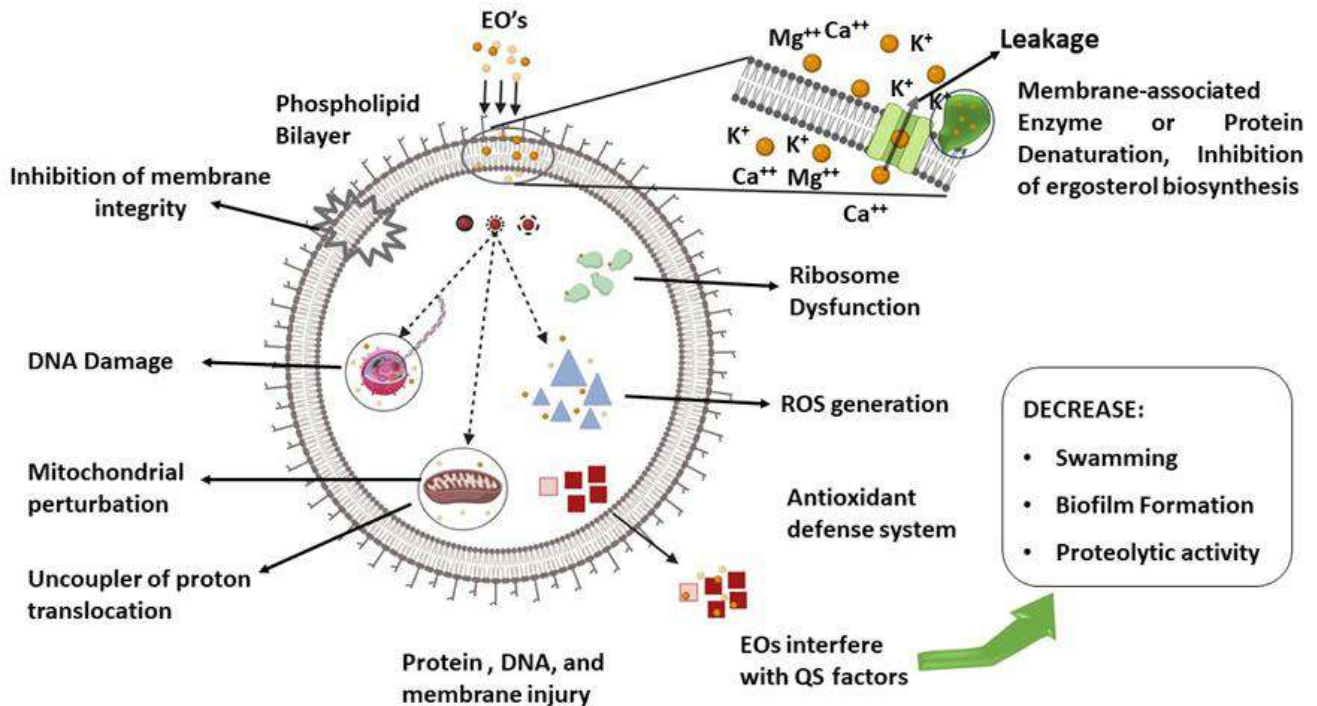 EO's
Mg⁺⁺ Ca⁺⁺
K⁺
Leakage
K⁺
K⁺
Phospholipid
Bilayer
Membrane-associated
Enzyme or Protein
Denaturation, Inhibition
of ergosterol biosynthesis
K⁺
K⁺
Ca⁺⁺ Mg⁺⁺
Ca⁺⁺
Inhibition of membrane
integrity
Ribosome
Dysfunction
DNA Damage
ROS generation
DECREASE:
• Swamming
• Biofilm Formation
• Proteolytic activity
Mitochondrial
perturbation
Antioxidant
defense system
Uncoupler of proton
translocation
EOs interfere
with QS factors
Protein , DNA, and
membrane injury